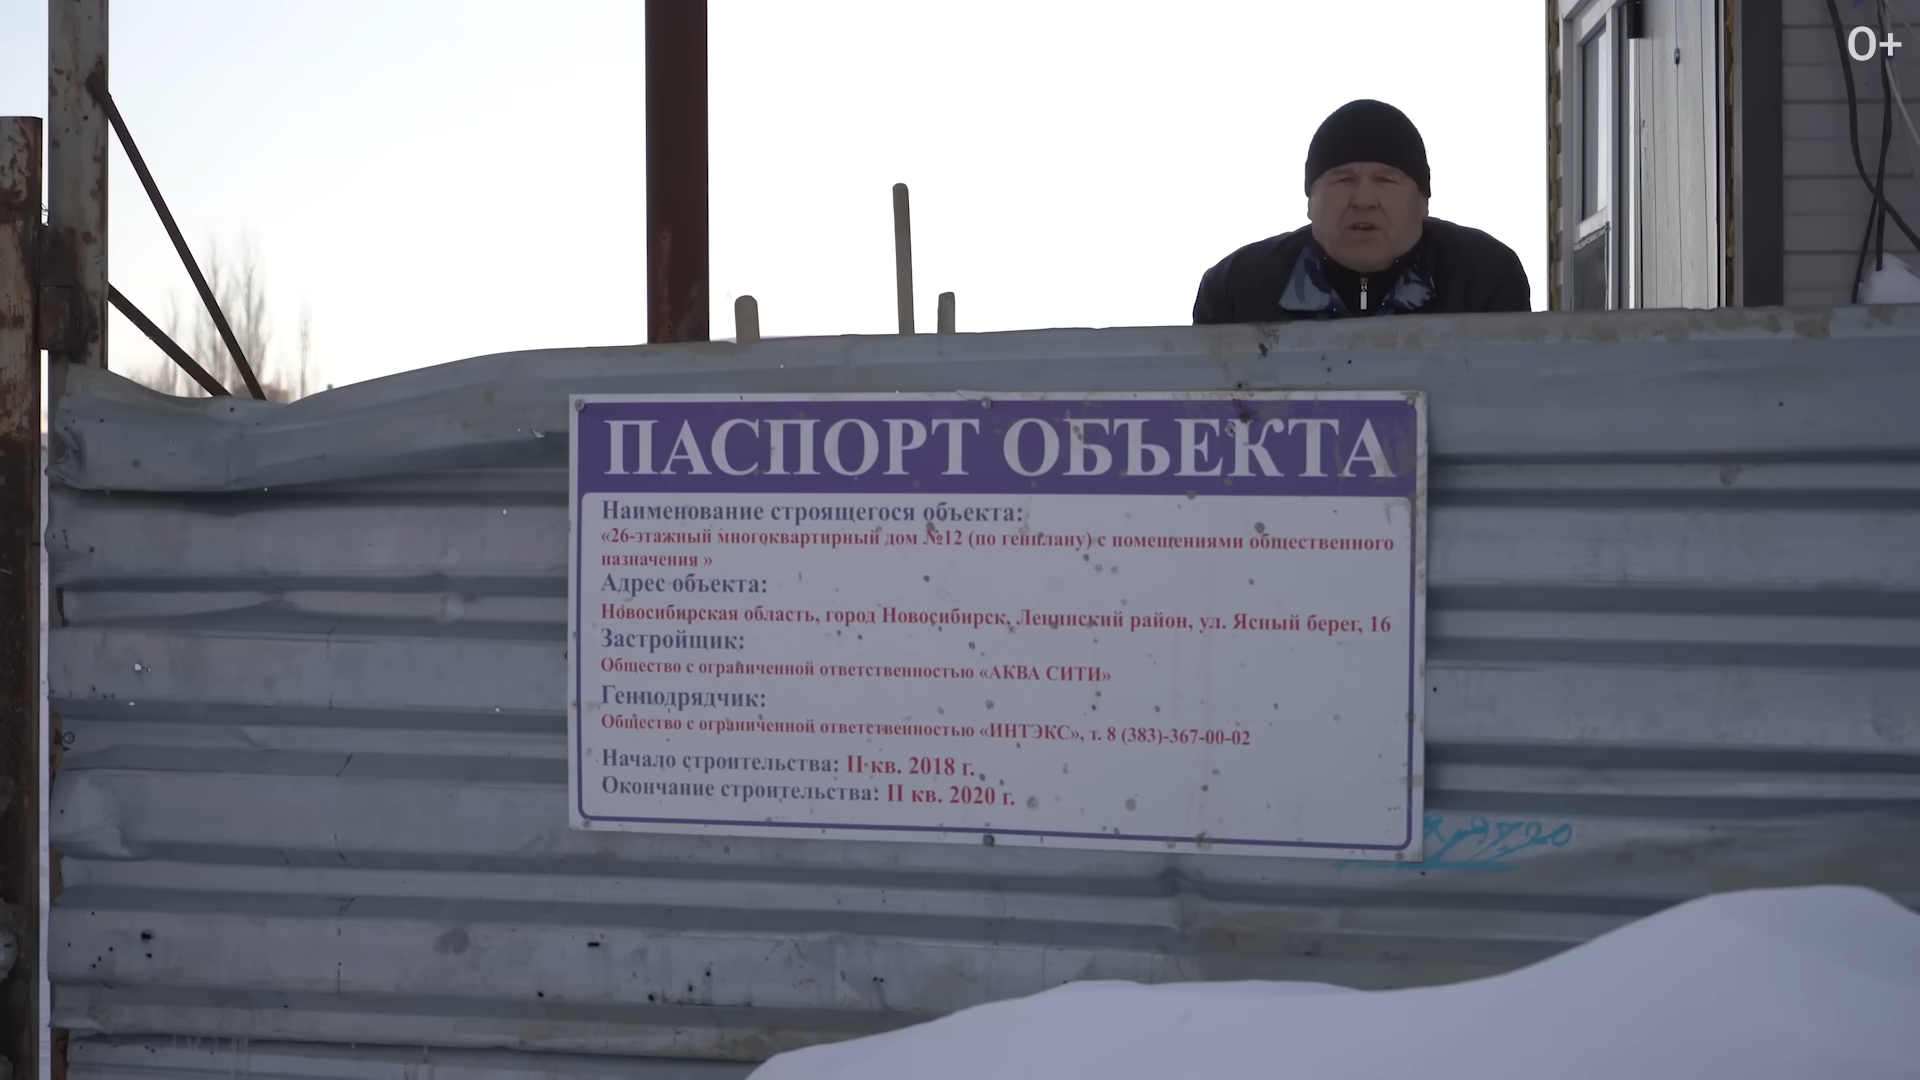 0+
ПАСПОРТ ОБЪЕКТА
Наименование строящегося объекта:
«26-этажный многоквартирный дом №12 (по генплану) с помещениями общественного
назначения »
Адрес объекта:
Новосибирская область, город Новосибирск, Ленинский район, ул. Ясный берег, 16
Застройщик:
Общество с ограниченной ответственностью «АКВА СИТИ»
Генподрядчик:
Общество с ограниченной ответственностью «ИНТЭКС», т. 8 (383)-367-00-02
Начало строительства: II кв. 2018 г.
Окончание строительства: II кв. 2020 г.